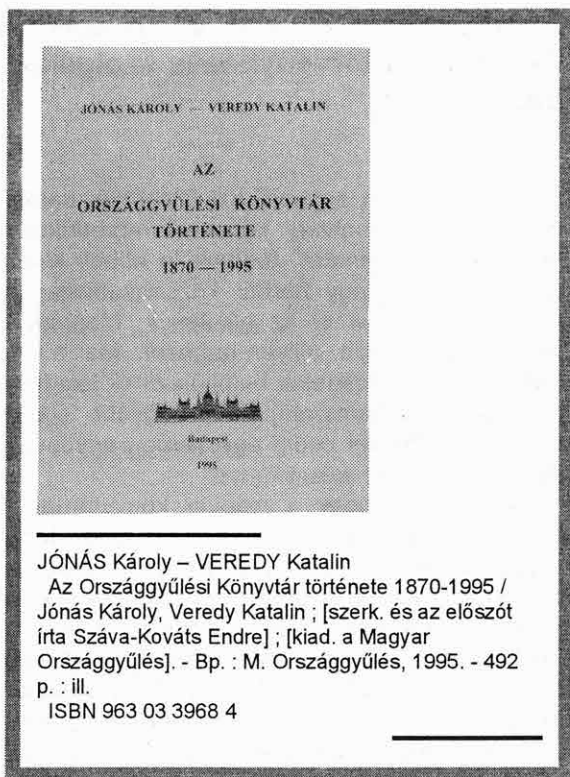 JÓNÁS KÁROLY — VEREDY KATALIN
AZ
ORSZÁGGYŰLÉSI KÖNYVTÁR
TÖRTÉNETE
1870 — 1995
Budapest
1995
JÓNÁS Károly – VEREDY Katalin
Az Országgyűlési Könyvtár története 1870-1995 /
Jónás Károly, Veredy Katalin ; [szerk. és az előszót
írta Száva-Kováts Endre] ; [kiad. a Magyar
Országgyűlés]. - Bp. : M. Országgyűlés, 1995. - 492
p. : ill.
ISBN 963 03 3968 4